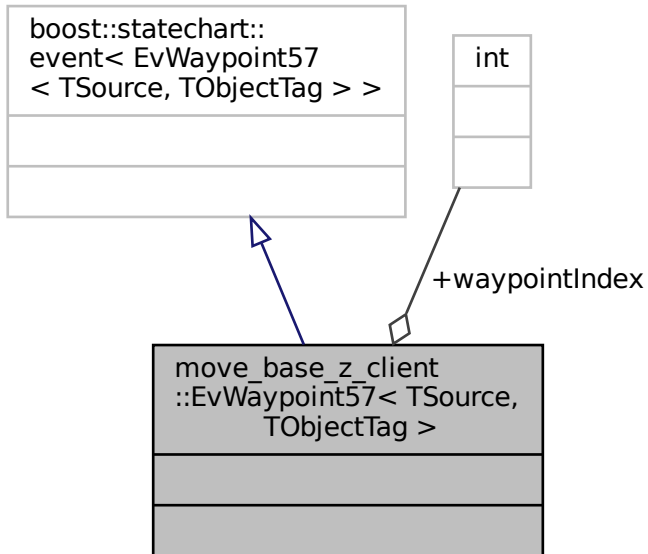 boost::statechart::
event< EvWaypoint57
< TSource, TObjectTag > >
int
+waypointIndex
move_base_z_client
::EvWaypoint57< TSource,
TObjectTag >